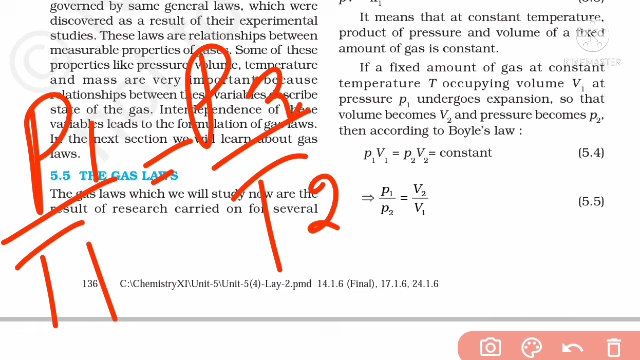 governed by same general laws, which were
discovered as a result of their experimental
studies. These laws are relationships between
measurable properties of gases. Some of these
properties like pressure, volume, temperature
and mass are very important because
relationships between these variables describe
state of the gas. Interdependence of these
variables leads to the formulation of gas laws.
In the next section we will learn about gas
laws.
5.5 THE GAS LAWS
The gas laws which we will study now are the
result of research carried on for several
P1/T1 = P2/T2
It means that at constant temperature,
product of pressure and volume of a fixed
amount of gas is constant.
If a fixed amount of gas at constant
temperature T occupying volume V₁ at
pressure p₁ undergoes expansion, so that
volume becomes V₂ and pressure becomes p₂,
then according to Boyle's law :
p₁V₁ = p₂V₂= constant (5.4)
⇒ p₁/p₂ = V₂/V₁ (5.5)
136 C:\ChemistryXI\Unit-5\Unit-5(4)-Lay-2.pmd 14.1.6 (Final), 17.1.6, 24.1.6
KINEMASTER